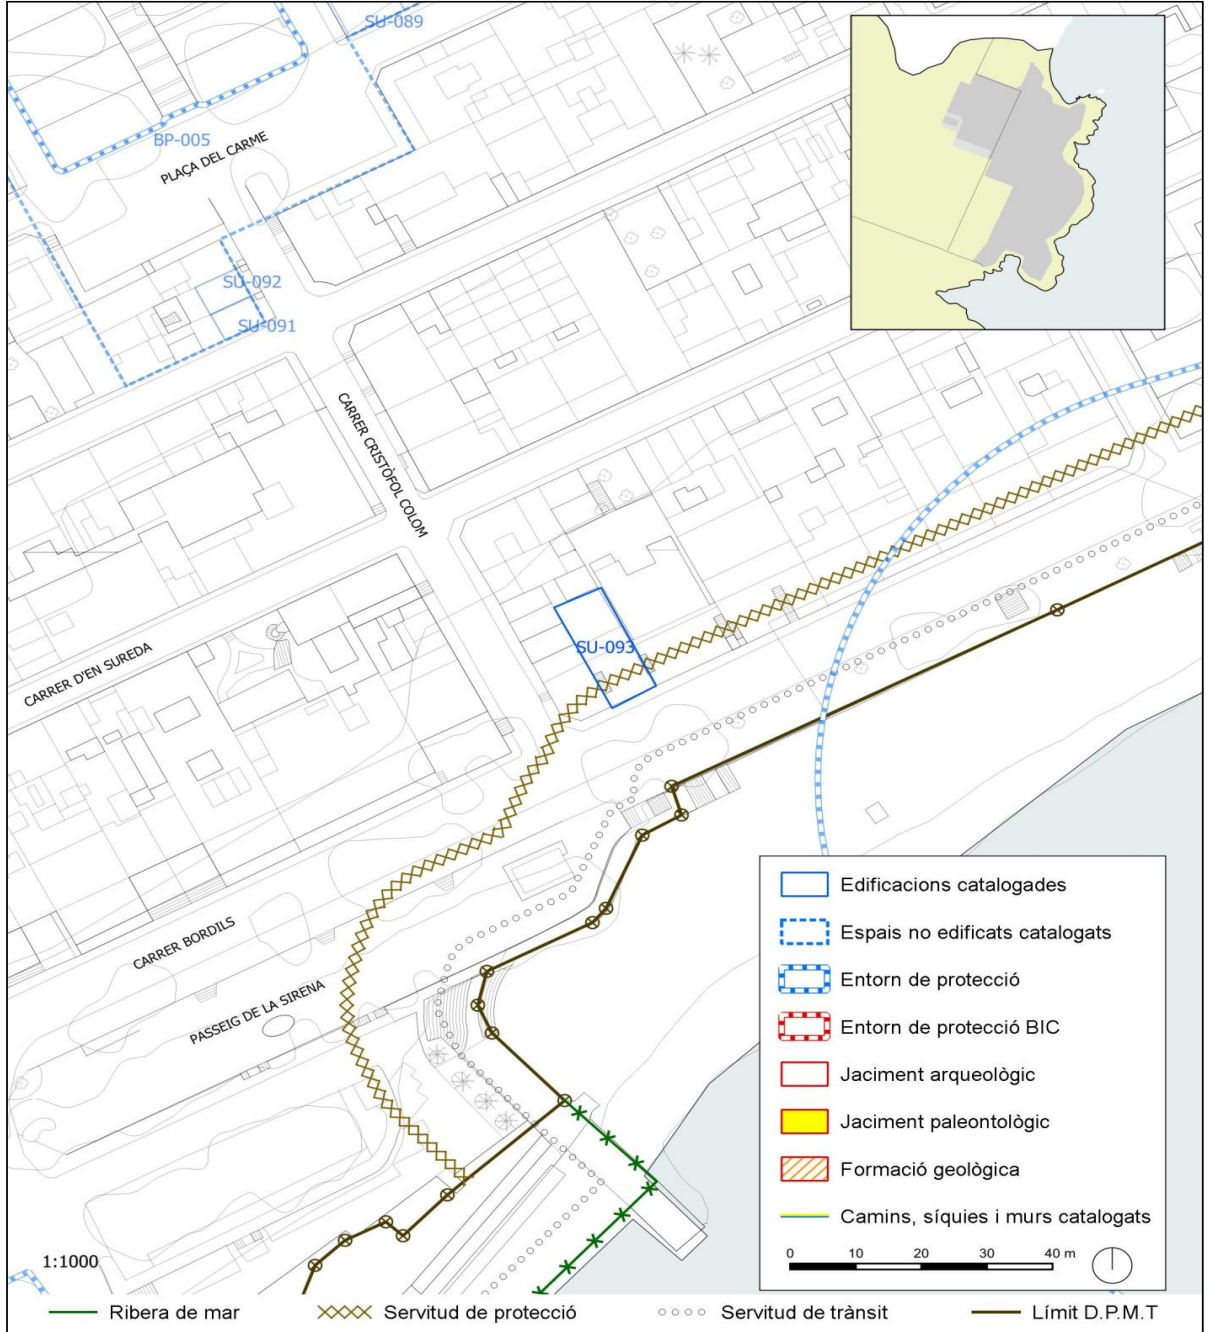 SU-089
BP-005
PLAÇA DEL CARME
SU-092
SU-091
CARRER CRISTÒFOL COLOM
SU-093
CARRER D'EN SUREDA
CARRER BORDILS
PASSEIG DE LA SIRENA
Edificacions catalogades
Espais no edificats catalogats
Entorn de protecció
Entorn de protecció BIC
Jaciment arqueològic
Jaciment paleontològic
Formació geològica
Camins, síquies i murs catalogats
0 10 20 30 40 m
1:1000
Ribera de mar
Servitud de protecció
Servitud de trànsit
Límit D.P.M.T